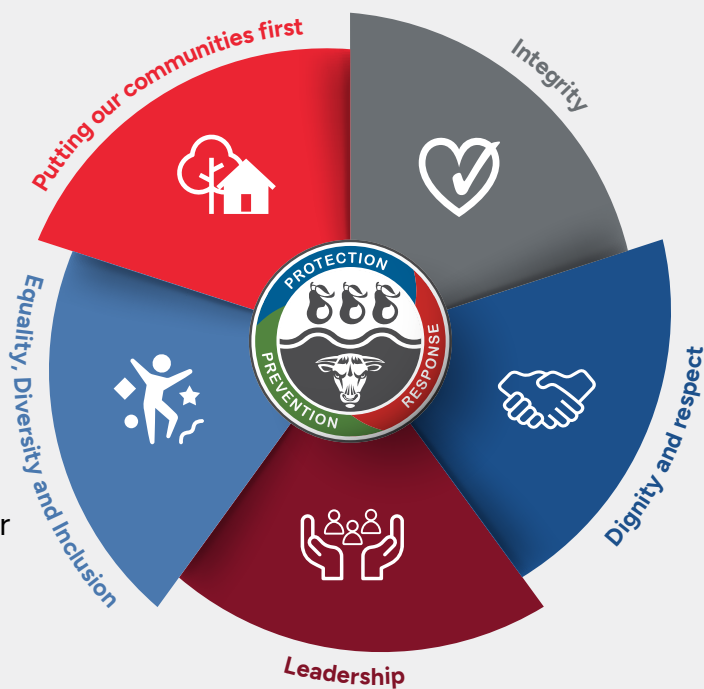 Putting our communities first
Integrity
Dignity and respect
Leadership
Equality, Diversity and Inclusion
PROTECTION
RESPONSE
PREVENTION
r